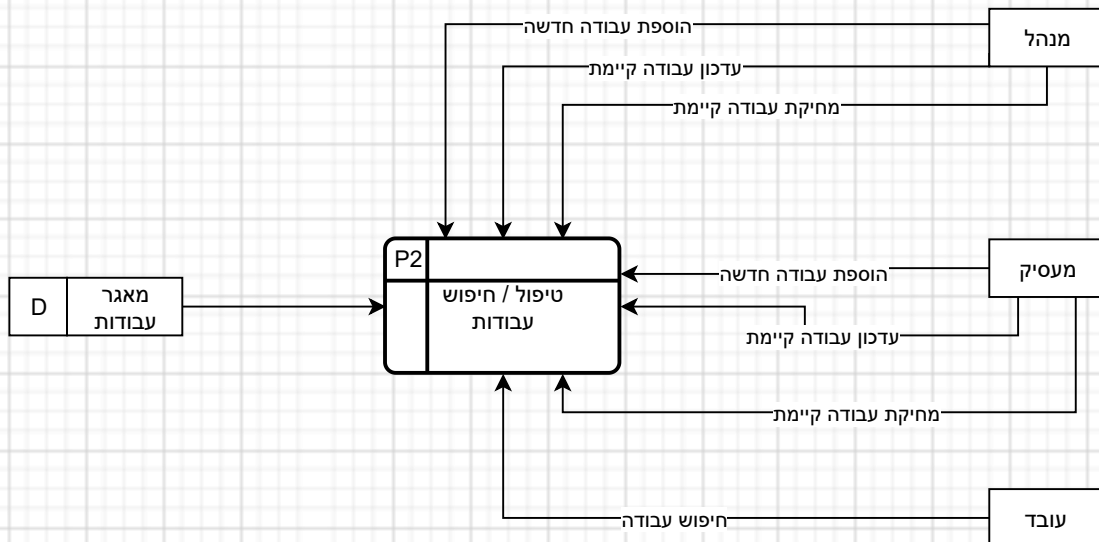 הוספת עבודה חדשה
מנהל
עדכון עבודה קיימת
מחיקת עבודה קיימת
P2
מעסיק
הוספת עבודה חדשה
טיפול / חיפוש
עבודות
D
מאגר
עבודות
עדכון עבודה קיימת
מחיקת עבודה קיימת
חיפוש עבודה
עובד